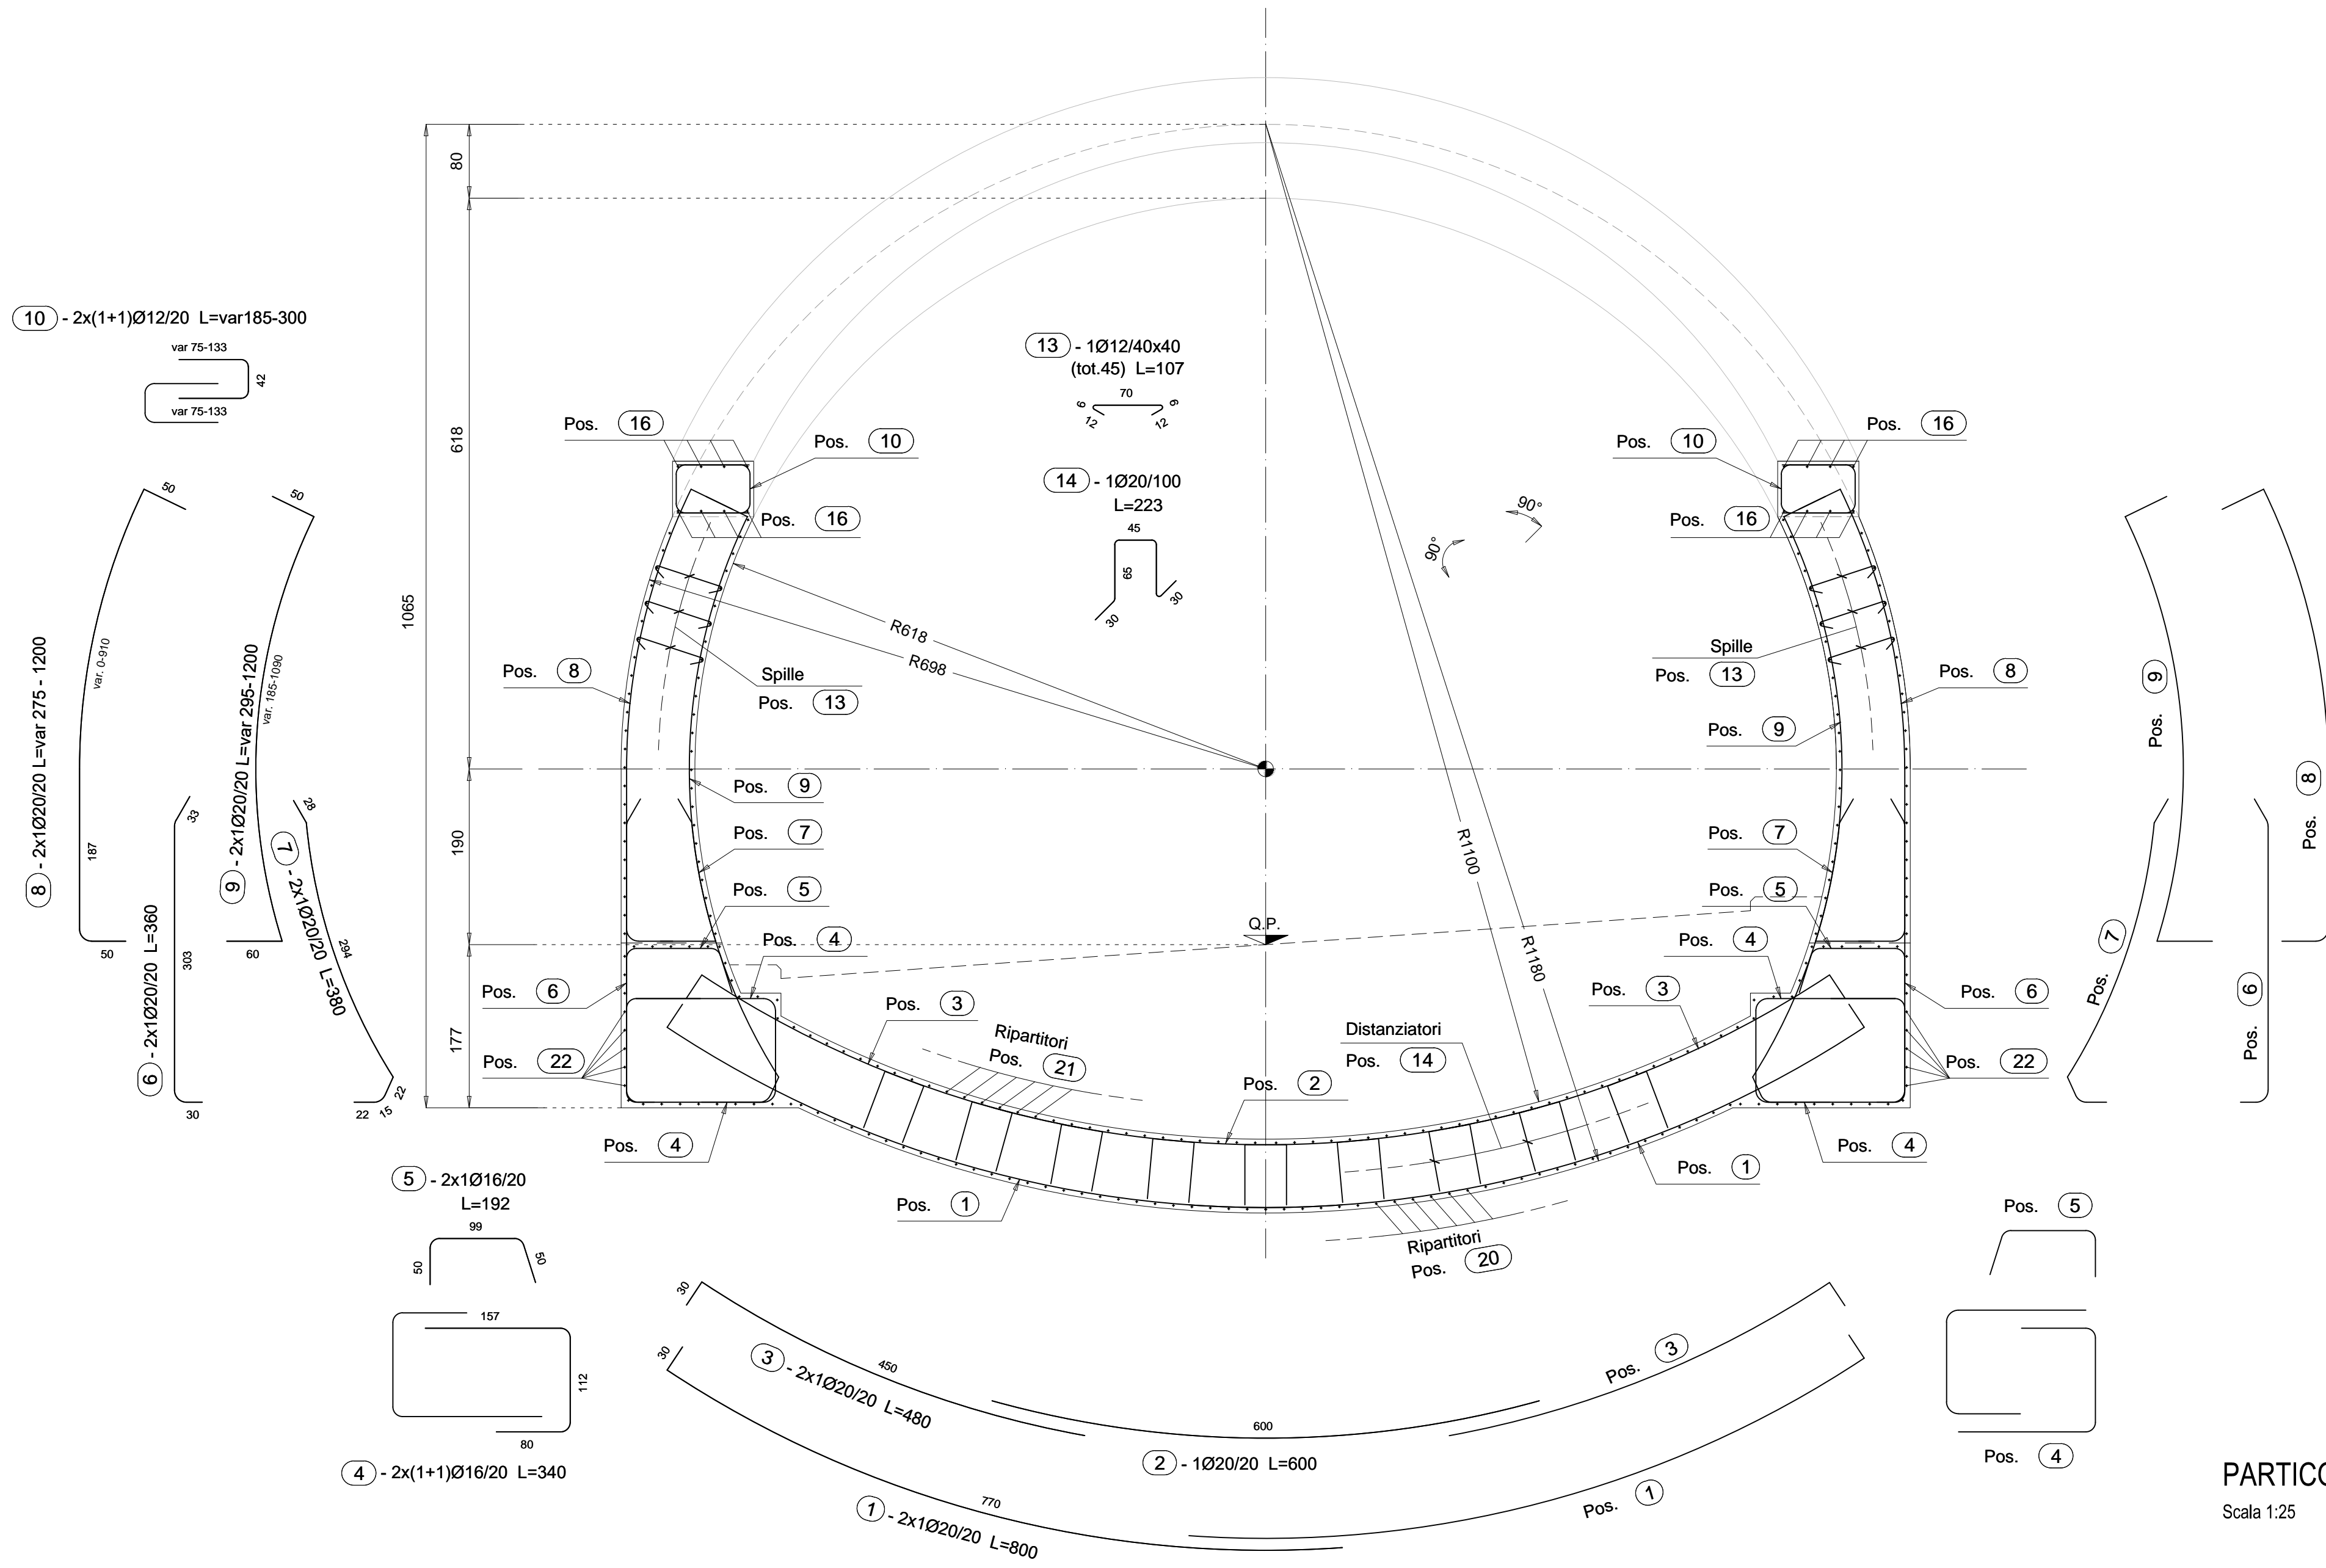 80
618
1065
190
177
10 - 2x(1+1)Ø12/20 L=var185-300
var 75-133
42
var 75-133
13 - 1Ø12/40x40
(tot.45) L=107
70
6
6
12
12
14 - 1Ø20/100
L=223
45
65
30
30
90°
90°
Pos. 16
Pos. 10
Pos. 16
Pos. 10
Pos. 16
Pos. 16
R618
R698
R1100
R1180
Pos. 8
Spille
Pos. 13
Spille
Pos. 13
Pos. 8
Pos. 9
Pos. 9
Pos. 7
Pos. 7
Pos. 5
Pos. 5
Pos. 4
Pos. 4
Q.P.
Pos. 6
Pos. 3
Pos. 3
Pos. 6
Ripartitori
Pos. 21
Distanziatori
Pos. 14
Pos. 22
Pos. 2
Pos. 22
Pos. 4
Pos. 4
Pos. 1
Pos. 1
Ripartitori
Pos. 20
50
var. 0-910
187
50
8 - 2x1Ø20/20 L=var 275 - 1200
50
var. 185-1090
60
9 - 2x1Ø20/20 L=var 295-1200
33
303
30
6 - 2x1Ø20/20 L=360
28
294
22
15
22
7 - 2x1Ø20/20 L=380
5 - 2x1Ø16/20
L=192
99
50
50
157
112
80
4 - 2x(1+1)Ø16/20 L=340
30
450
3 - 2x1Ø20/20 L=480
Pos. 3
600
2 - 1Ø20/20 L=600
30
770
1 - 2x1Ø20/20 L=800
Pos. 1
Pos. 9
Pos. 8
Pos. 7
Pos. 6
Pos. 5
Pos. 4
PARTICO
Scala 1:25